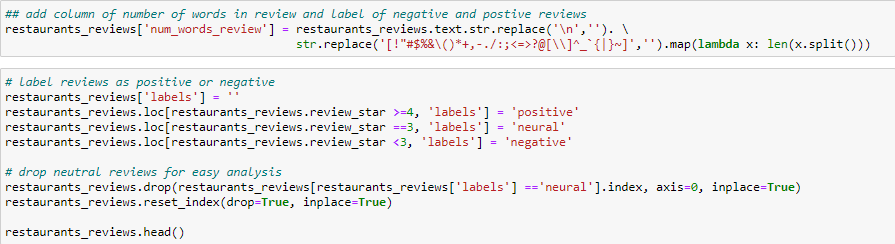 ## add column of number of words in review and label of negative and postive reviews
restaurants_reviews['num_words_review'] = restaurants_reviews.text.str.replace('\n',''). \
str.replace('[!"#$%&\()*+,-./:;<=>?@[\\]^_`{|}~]','').map(lambda x: len(x.split()))
# label reviews as positive or negative
restaurants_reviews['labels'] = ''
restaurants_reviews.loc[restaurants_reviews.review_star >=4, 'labels'] = 'positive'
restaurants_reviews.loc[restaurants_reviews.review_star ==3, 'labels'] = 'neural'
restaurants_reviews.loc[restaurants_reviews.review_star <3, 'labels'] = 'negative'
# drop neutral reviews for easy analysis
restaurants_reviews.drop(restaurants_reviews[restaurants_reviews['labels'] =='neural'].index, axis=0, inplace=True)
restaurants_reviews.reset_index(drop=True, inplace=True)
restaurants_reviews.head()